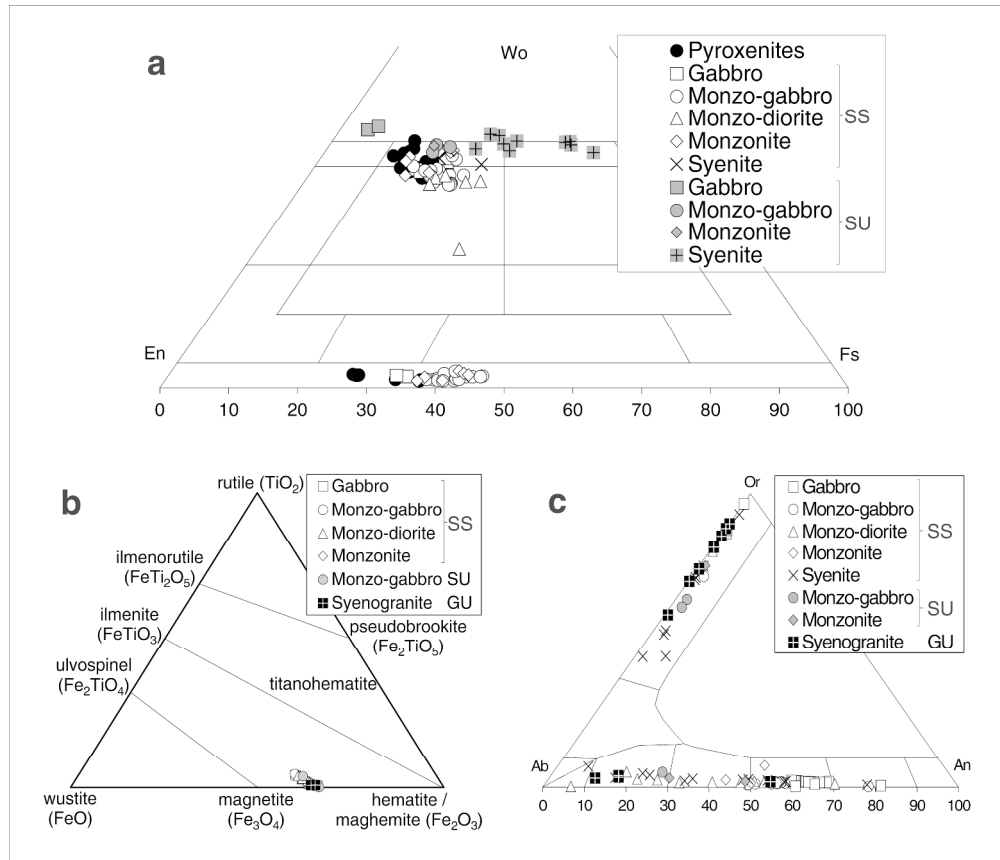 a
Wo
Pyroxenites
Gabbro
Monzo-gabbro
Monzo-diorite
Monzonite
Syenite
SS
Gabbro
Monzo-gabbro
Monzonite
Syenite
SU
En
Fs
0 10 20 30 40 50 60 70 80 90 100
b
rutile (TiO2)
Gabbro
Monzo-gabbro
Monzo-diorite
Monzonite
SS
Monzo-gabbro SU
Syenogranite GU
ilmenorutile
(FeTi2O5)
ilmenite
(FeTiO3)
ulvospinel
(Fe2TiO4)
pseudobrookite
(Fe2TiO5)
titanohematite
wustite
(FeO)
magnetite
(Fe3O4)
hematite /
maghemite (Fe2O3)
c
Or
Gabbro
Monzo-gabbro
Monzo-diorite
Monzonite
Syenite
SS
Monzo-gabbro
Monzonite
SU
Syenogranite GU
Ab
An
0 10 20 30 40 50 60 70 80 90 100